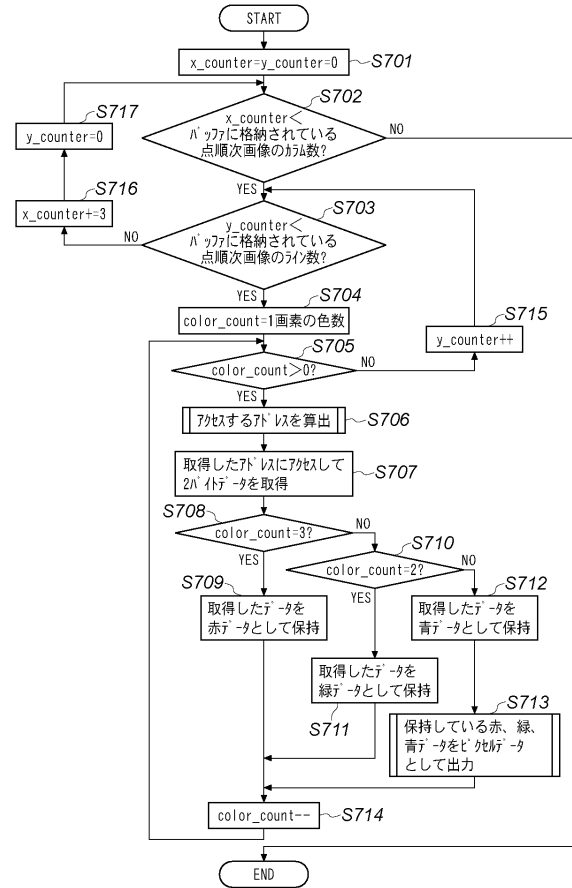 START
x_counter=y_counter=0
S701
S717
S702
y_counter=0
x_counter<
ﾊﾞｯﾌｧに格納されている
点順次画像のｶﾗﾑ数?
NO
S716
YES
S703
x_counter+=3
NO
y_counter<
ﾊﾞｯﾌｧに格納されている
点順次画像のﾗｲﾝ数?
YES
S704
color_count=1画素の色数
S715
y_counter++
S705
color_count>0?
NO
YES
ｱｸｾｽするｱﾄﾞﾚｽを算出
S706
取得したｱﾄﾞﾚｽにｱｸｾｽして
2ﾊﾞｲﾄﾃﾞｰﾀを取得
S707
S708
color_count=3?
NO
YES
S710
color_count=2?
NO
YES
S709
取得したﾃﾞｰﾀを
赤ﾃﾞｰﾀとして保持
S712
取得したﾃﾞｰﾀを
青ﾃﾞｰﾀとして保持
取得したﾃﾞｰﾀを
緑ﾃﾞｰﾀとして保持
S711
S713
保持している赤、緑、
青ﾃﾞｰﾀをﾋﾟｸｾﾙﾃﾞｰﾀ
として出力
color_count--
S714
END